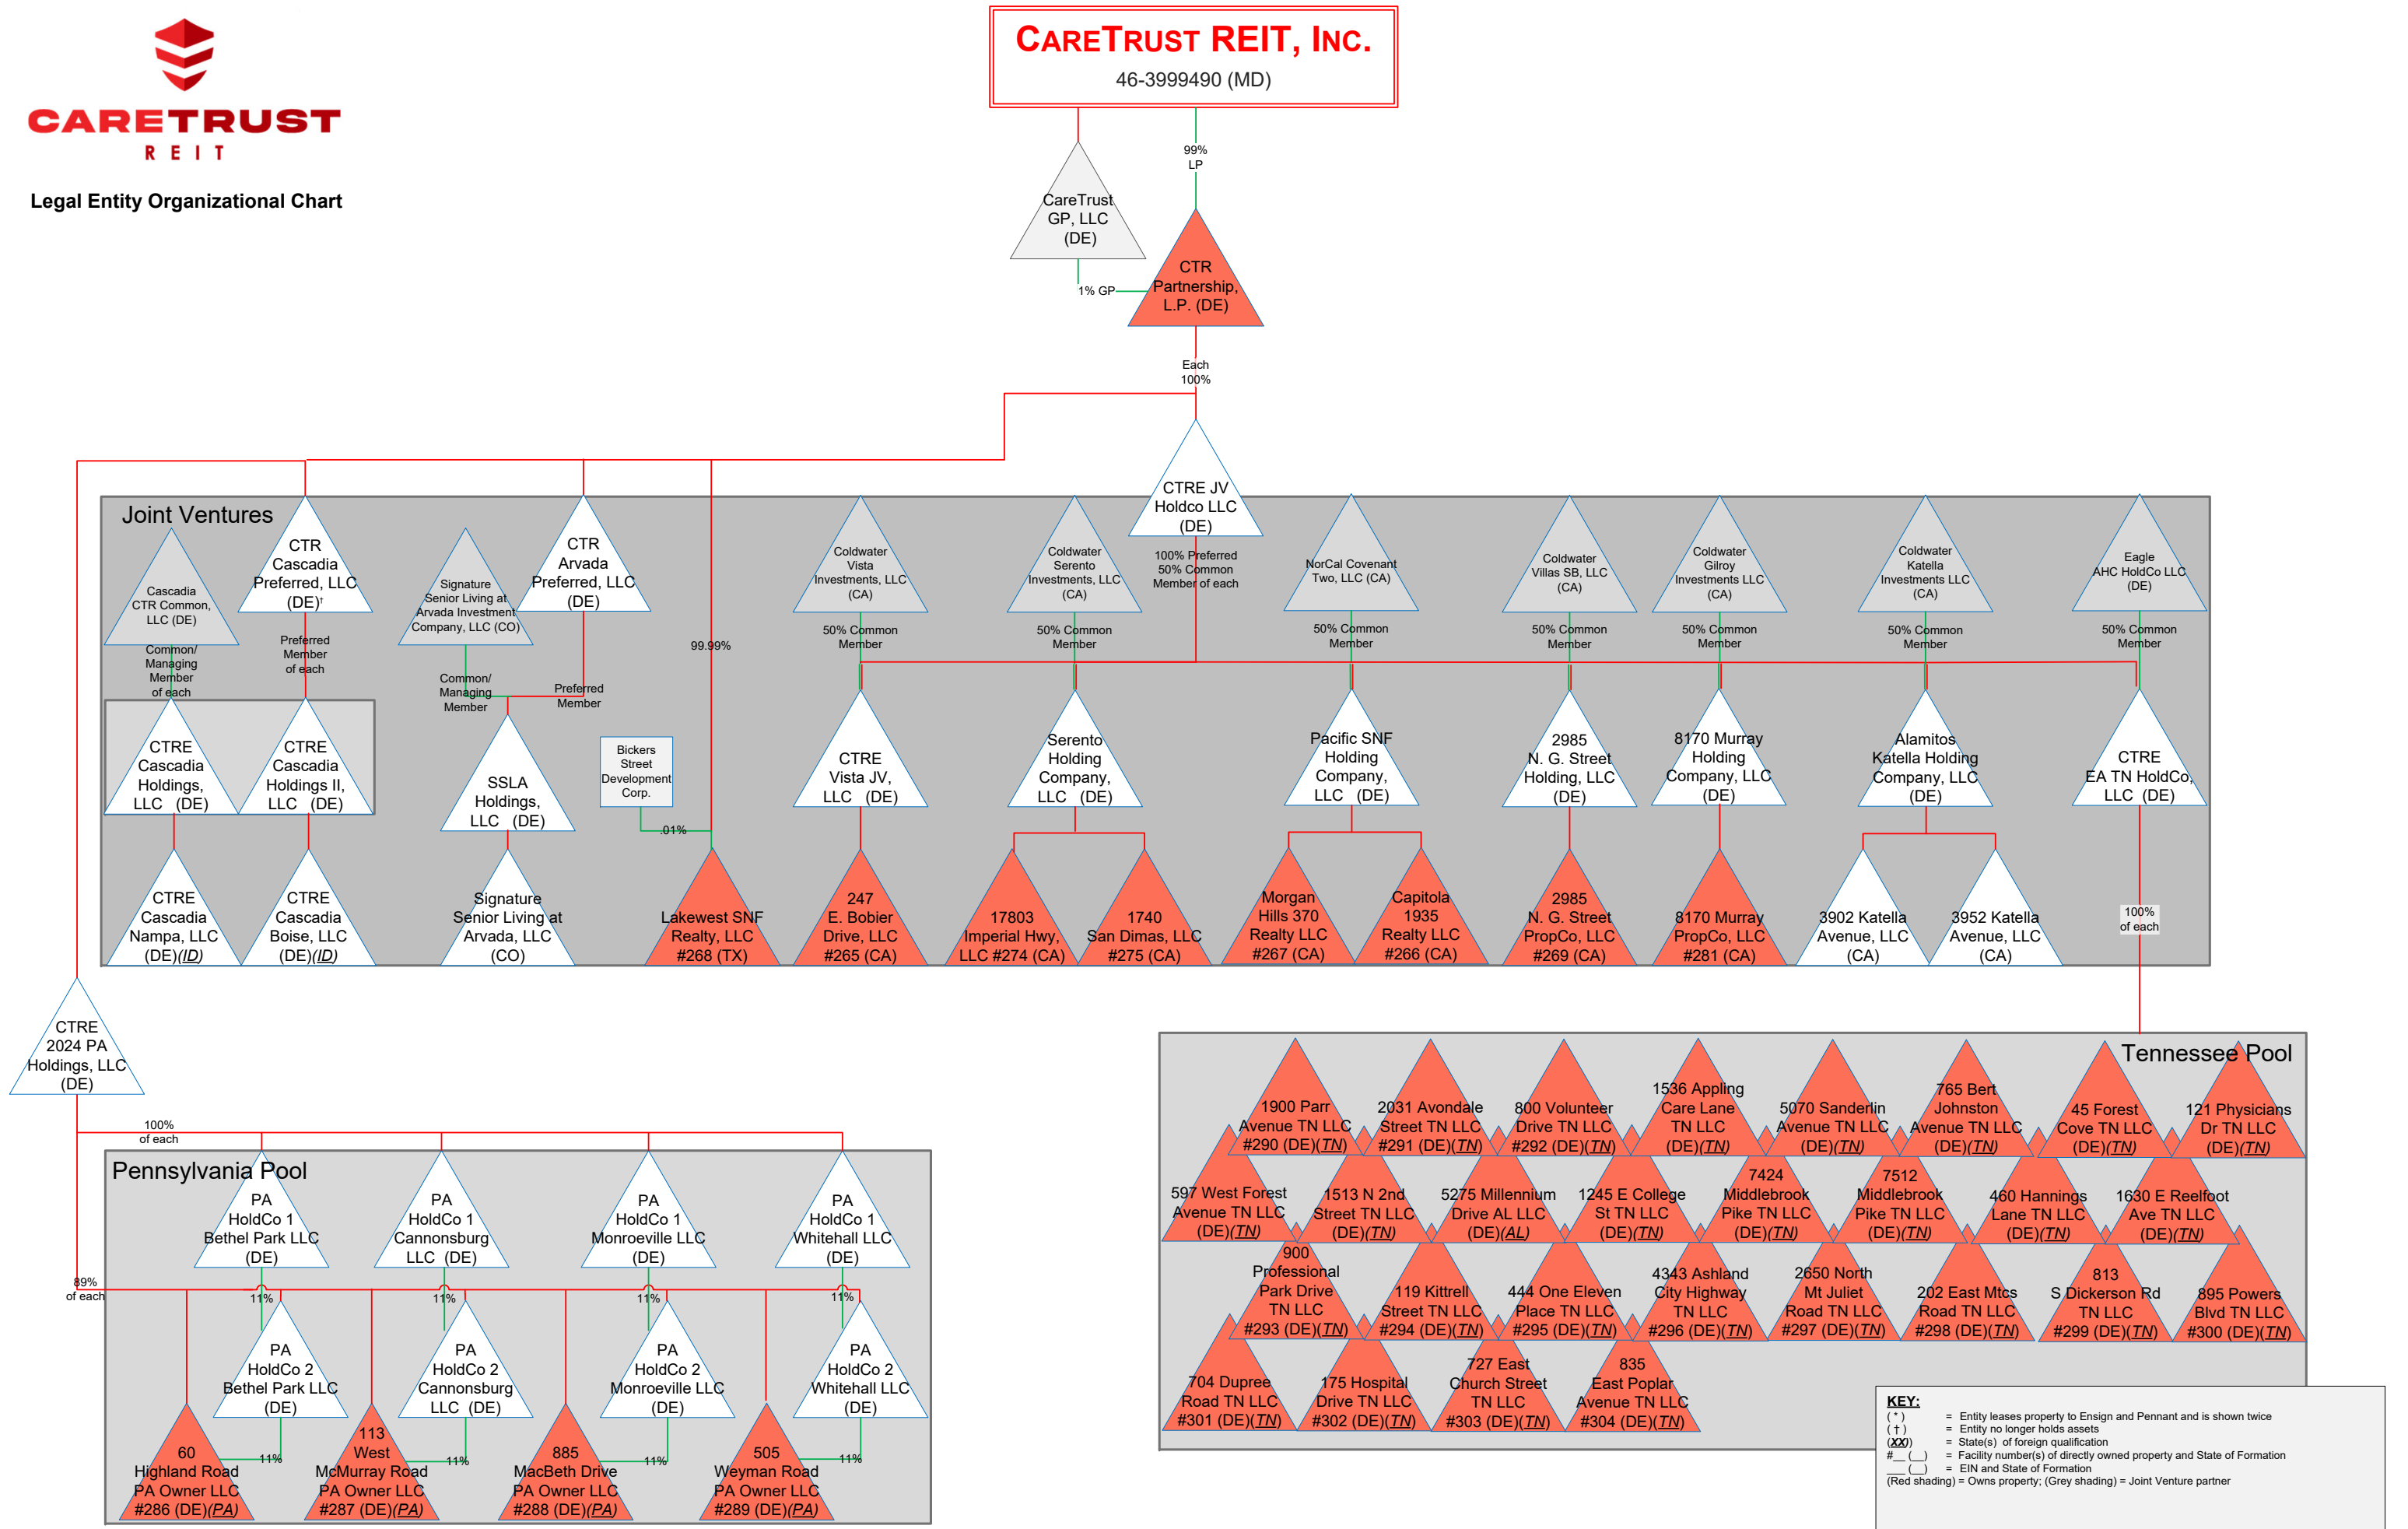 CARETRUST
REIT
Legal Entity Organizational Chart
CARETRUST REIT, INC.
46-3999490 (MD)
CareTrust
GP, LLC
(DE)
99%
LP
1% GP
CTR
Partnership,
L.P. (DE)
Each
100%
CTRE JV
Holdco LLC
(DE)
100% Preferred
50% Common
Member of each
Joint Ventures
Cascadia
CTR Common,
LLC (DE)
CTR
Cascadia
Preferred, LLC
(DE)†
Signature
Senior Living at
Arvada Investment
Company, LLC (CO)
CTR
Arvada
Preferred, LLC
(DE)
Coldwater
Vista
Investments, LLC
(CA)
Coldwater
Serento
Investments, LLC
(CA)
NorCal Covenant
Two, LLC (CA)
Coldwater
Villas SB, LLC
(CA)
Coldwater
Gilroy
Investments LLC
(CA)
Coldwater
Katella
Investments LLC
(CA)
Eagle
AHC HoldCo LLC
(DE)
Common/
Managing
Member
of each
Preferred
Member
of each
Common/
Managing
Member
Preferred
Member
99.99%
50% Common
Member
50% Common
Member
50% Common
Member
50% Common
Member
50% Common
Member
50% Common
Member
50% Common
Member
CTRE
Cascadia
Holdings,
LLC (DE)
CTRE
Cascadia
Holdings II,
LLC (DE)
SSLA
Holdings,
LLC (DE)
Bickers
Street
Development
Corp.
.01%
CTRE
Vista JV,
LLC (DE)
Serento
Holding
Company,
LLC (DE)
Pacific SNF
Holding
Company,
LLC (DE)
2985
N. G. Street
Holding, LLC
(DE)
8170 Murray
Holding
Company, LLC
(DE)
Alamitos
Katella Holding
Company, LLC
(DE)
CTRE
EA TN HoldCo,
LLC (DE)
CTRE
Cascadia
Nampa, LLC
(DE)(ID)
CTRE
Cascadia
Boise, LLC
(DE)(ID)
Signature
Senior Living at
Arvada, LLC
(CO)
Lakewest SNF
Realty, LLC
#268 (TX)
247
E. Bobier
Drive, LLC
#265 (CA)
17803
Imperial Hwy,
LLC #274 (CA)
1740
San Dimas, LLC
#275 (CA)
Morgan
Hills 370
Realty LLC
#267 (CA)
Capitola
1935
Realty LLC
#266 (CA)
2985
N. G. Street
PropCo, LLC
#269 (CA)
8170 Murray
PropCo, LLC
#281 (CA)
3902 Katella
Avenue, LLC
(CA)
3952 Katella
Avenue, LLC
(CA)
100%
of each
CTRE
2024 PA
Holdings, LLC
(DE)
100%
of each
89%
of each
Pennsylvania Pool
PA
HoldCo 1
Bethel Park LLC
(DE)
PA
HoldCo 1
Cannonsburg
LLC (DE)
PA
HoldCo 1
Monroeville LLC
(DE)
PA
HoldCo 1
Whitehall LLC
(DE)
11%
11%
11%
11%
PA
HoldCo 2
Bethel Park LLC
(DE)
PA
HoldCo 2
Cannonsburg
LLC (DE)
PA
HoldCo 2
Monroeville LLC
(DE)
PA
HoldCo 2
Whitehall LLC
(DE)
11%
11%
11%
11%
60
Highland Road
PA Owner LLC
#286 (DE)(PA)
113
West
McMurray Road
PA Owner LLC
#287 (DE)(PA)
885
MacBeth Drive
PA Owner LLC
#288 (DE)(PA)
505
Weyman Road
PA Owner LLC
#289 (DE)(PA)
Tennessee Pool
1900 Parr
Avenue TN LLC
#290 (DE)(TN)
2031 Avondale
Street TN LLC
#291 (DE)(TN)
800 Volunteer
Drive TN LLC
#292 (DE)(TN)
1536 Appling
Care Lane
TN LLC
(DE)(TN)
5070 Sanderlin
Avenue TN LLC
(DE)(TN)
765 Bert
Johnston
Avenue TN LLC
(DE)(TN)
45 Forest
Cove TN LLC
(DE)(TN)
121 Physicians
Dr TN LLC
(DE)(TN)
597 West Forest
Avenue TN LLC
(DE)(TN)
1513 N 2nd
Street TN LLC
(DE)(TN)
5275 Millennium
Drive AL LLC
(DE)(AL)
1245 E College
St TN LLC
(DE)(TN)
7424
Middlebrook
Pike TN LLC
(DE)(TN)
7512
Middlebrook
Pike TN LLC
(DE)(TN)
460 Hannings
Lane TN LLC
(DE)(TN)
1630 E Reelfoot
Ave TN LLC
(DE)(TN)
900
Professional
Park Drive
TN LLC
#293 (DE)(TN)
119 Kittrell
Street TN LLC
#294 (DE)(TN)
444 One Eleven
Place TN LLC
#295 (DE)(TN)
4343 Ashland
City Highway
TN LLC
#296 (DE)(TN)
2650 North
Mt Juliet
Road TN LLC
#297 (DE)(TN)
202 East Mtcs
Road TN LLC
#298 (DE)(TN)
813
S Dickerson Rd
TN LLC
#299 (DE)(TN)
895 Powers
Blvd TN LLC
#300 (DE)(TN)
704 Dupree
Road TN LLC
#301 (DE)(TN)
175 Hospital
Drive TN LLC
#302 (DE)(TN)
727 East
Church Street
TN LLC
#303 (DE)(TN)
835
East Poplar
Avenue TN LLC
#304 (DE)(TN)
KEY:
( * ) = Entity leases property to Ensign and Pennant and is shown twice
( † ) = Entity no longer holds assets
(XX)) = State(s) of foreign qualification
#__ (__) = Facility number(s) of directly owned property and State of Formation
___ (__) = EIN and State of Formation
(Red shading) = Owns property; (Grey shading) = Joint Venture partner